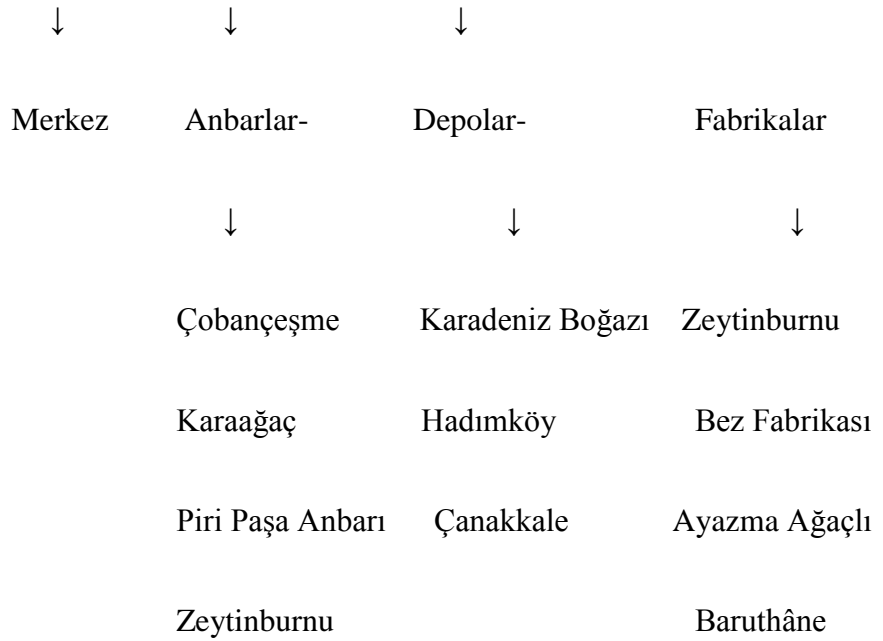 ↓ ↓ ↓
Merkez Anbarlar- Depolar- Fabrikalar
↓ ↓ ↓
Çobançeşme Karadeniz Boğazı Zeytinburnu
Karaağaç Hadımköy Bez Fabrikası
Piri Paşa Anbarı Çanakkale Ayazma Ağaçlı
Zeytinburnu Baruthâne